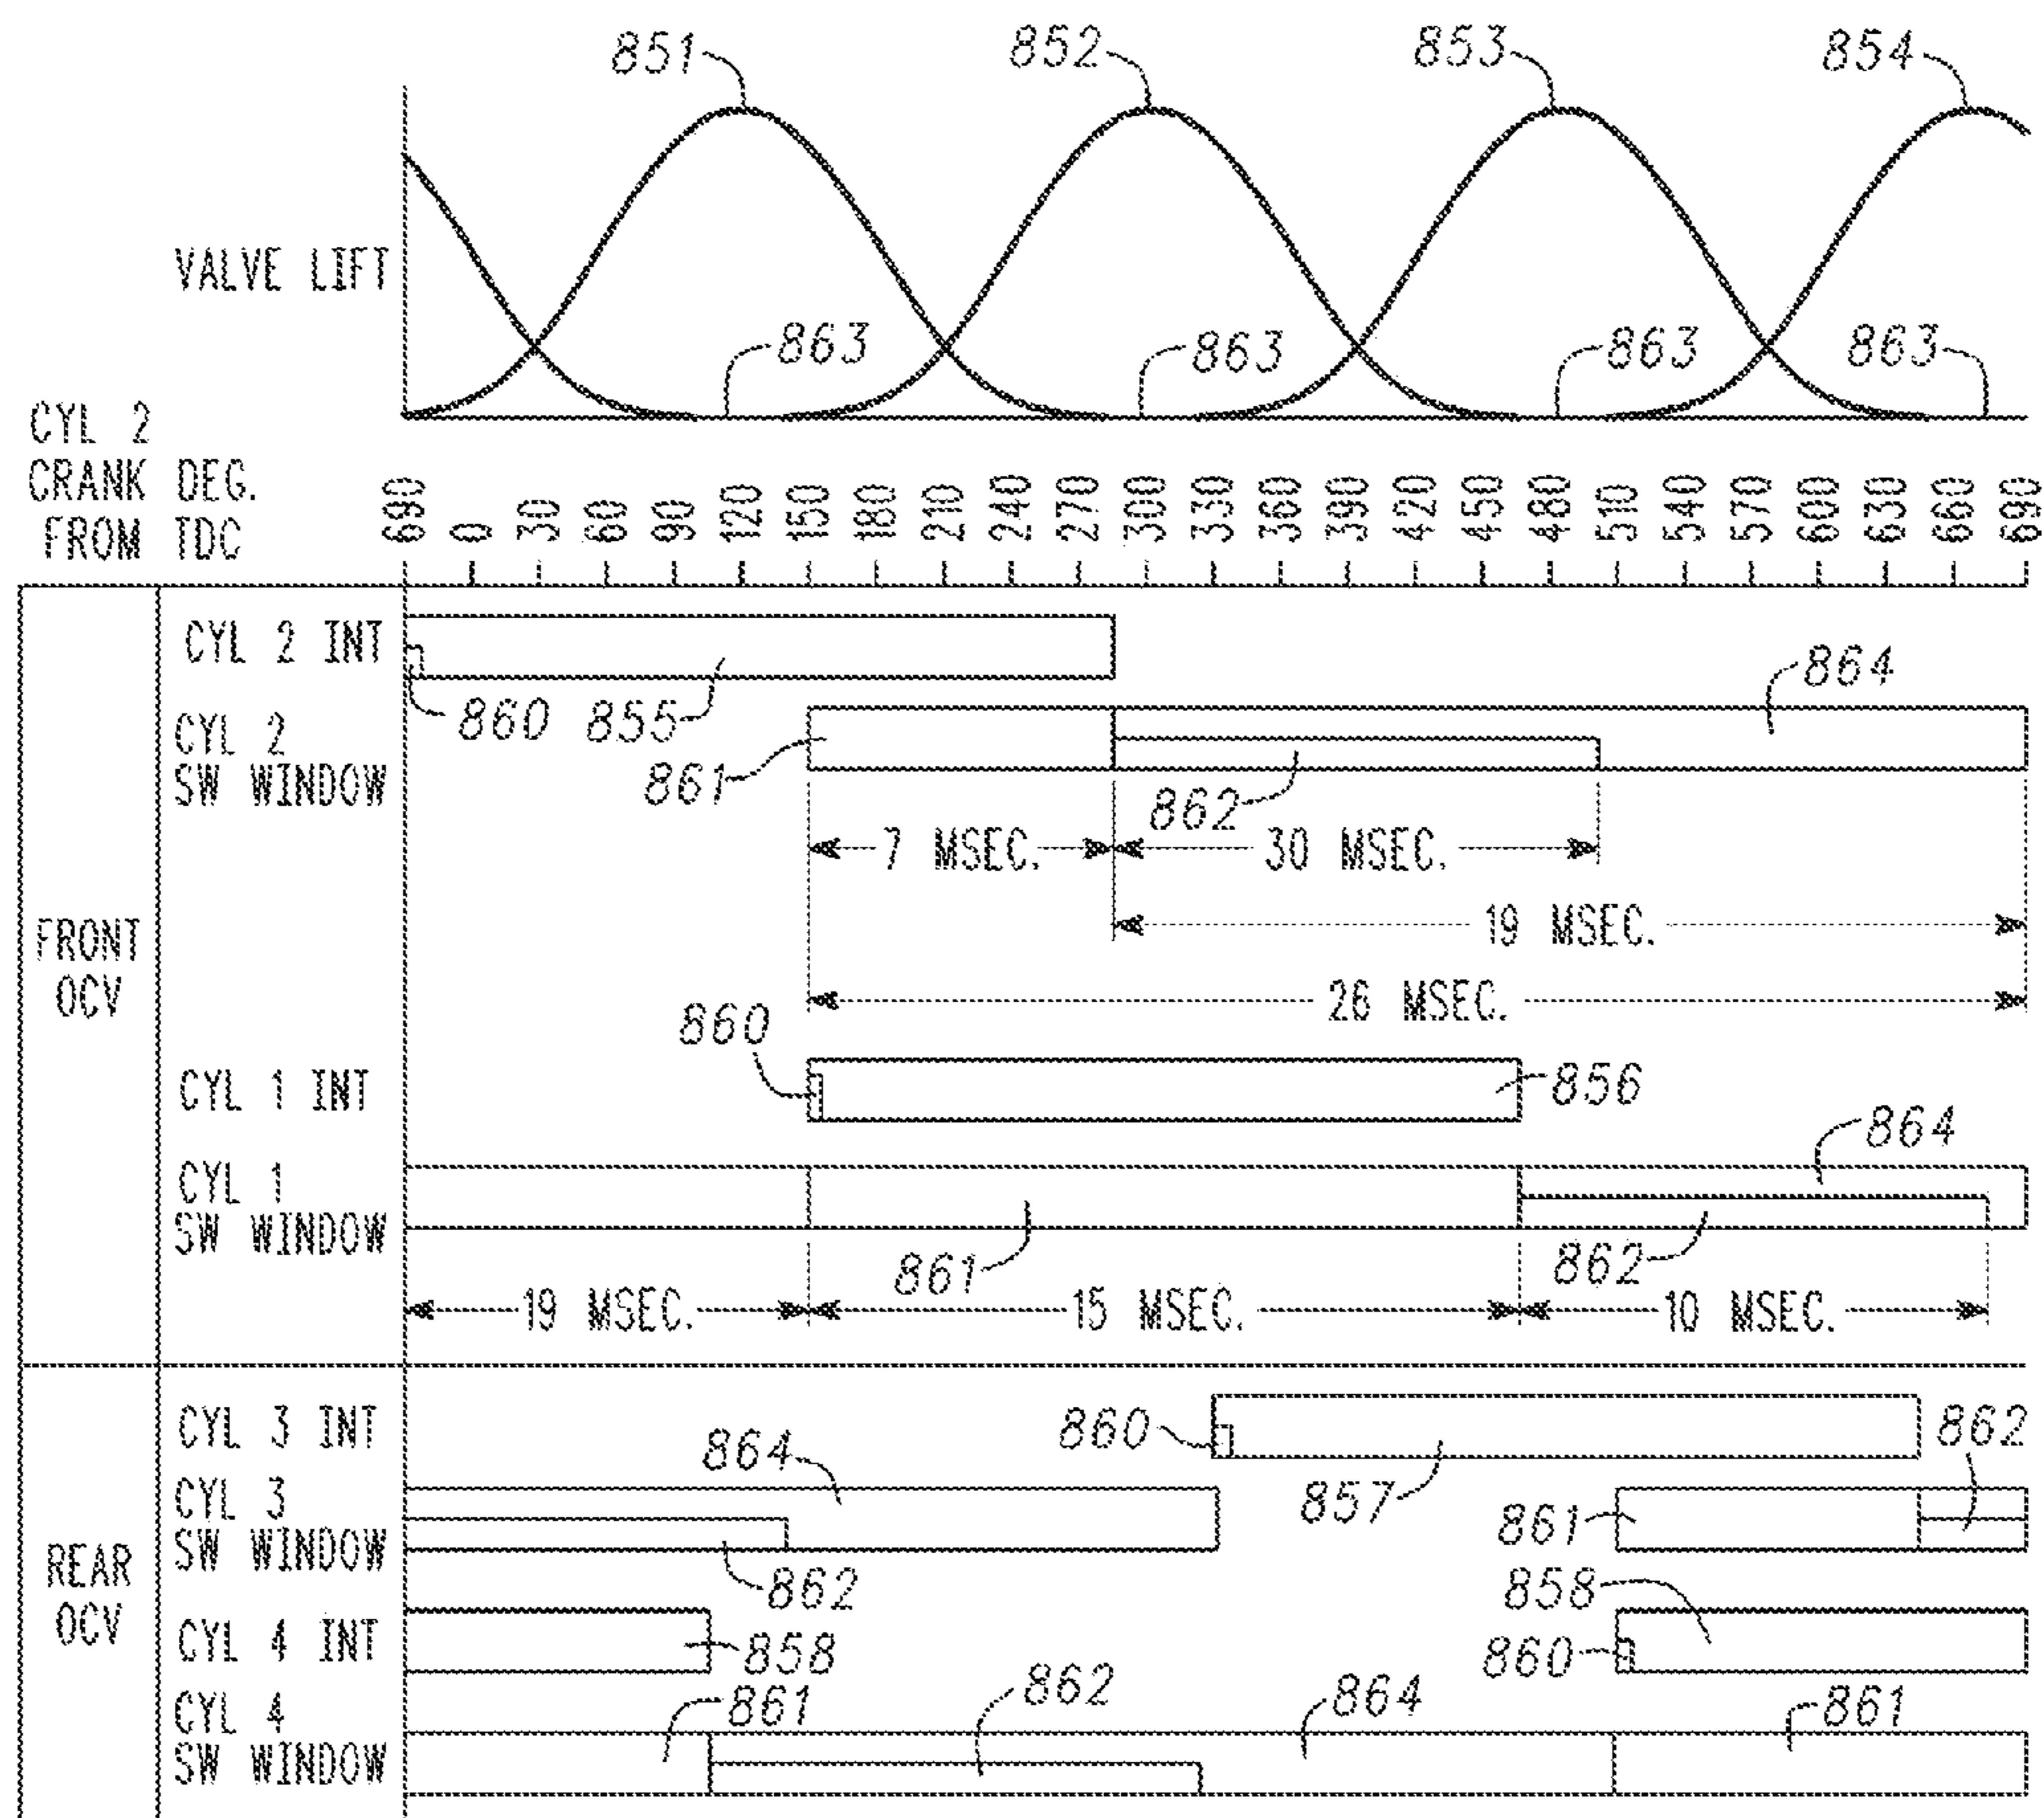 851 852 853 854
VALVE LIFT
863 863 863 863
CYL 2
CRANK DEG.
FROM TDC
690 0 30 60 90 120 150 180 210 240 270 300 330 360 390 420 450 480 510 540 570 600 630 660 690
FRONT
OCV
CYL 2 INT
860 855
864
CYL 2
SW WINDOW
861
862
7 MSEC. 30 MSEC.
19 MSEC.
26 MSEC.
860
CYL 1 INT
856
864
CYL 1
SW WINDOW
861
862
19 MSEC. 15 MSEC. 10 MSEC.
REAR
OCV
CYL 3 INT
860
857
862
864
CYL 3
SW WINDOW
861
862
858
CYL 4 INT
858
860
CYL 4
SW WINDOW
861 862 864 861